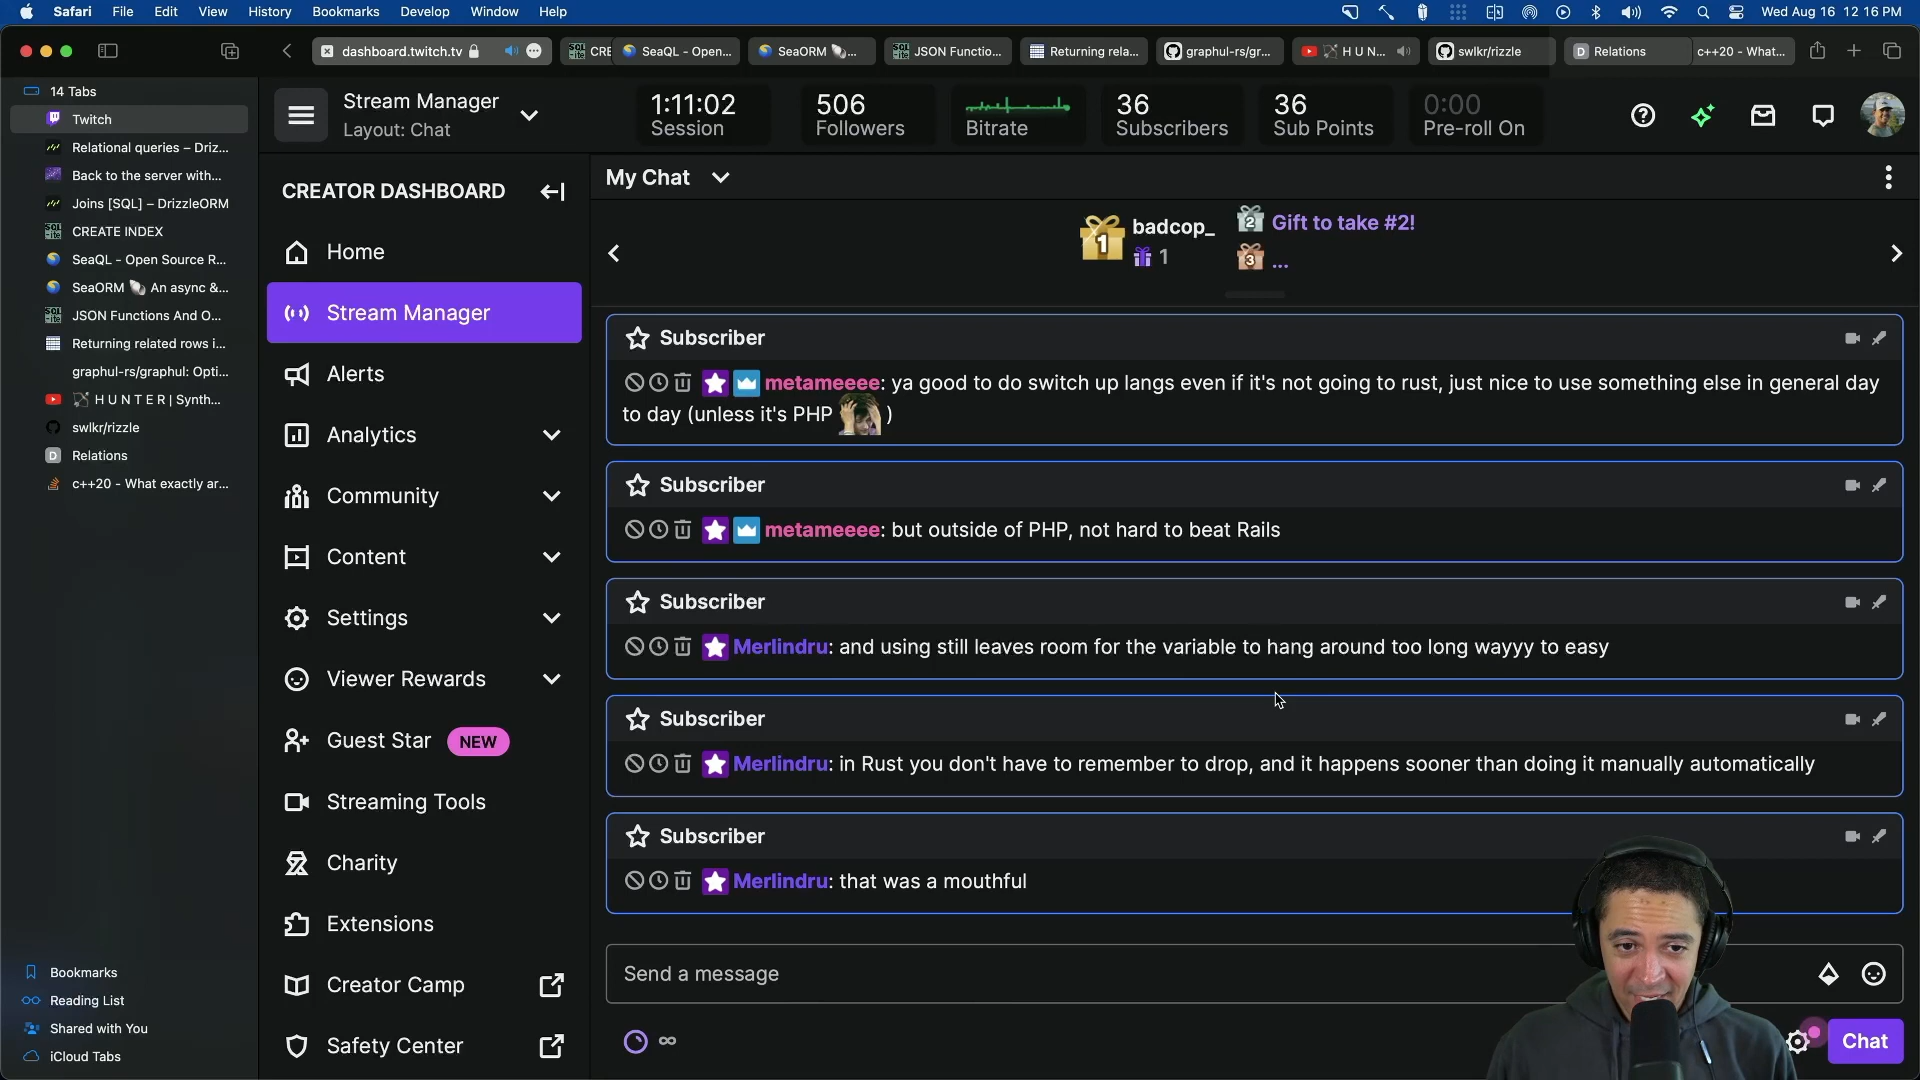 Safari File Edit View History Bookmarks Develop Window Help
Wed Aug 16 12 16 PM
dashboard.twitch.tv
CRE
SeaQL - Open...
SeaORM
JSON Functio...
Returning rela...
graphul-rs/gr...
H U N...
swlkr/rizzle
Relations
c++20 - What...
14 Tabs
Twitch
Relational queries – Driz...
Back to the server with...
Joins [SQL] – DrizzleORM
CREATE INDEX
SeaQL - Open Source R...
SeaORM An async &...
JSON Functions And O...
Returning related rows i...
graphul-rs/graphul: Opti...
H U N T E R | Synth...
swlkr/rizzle
Relations
c++20 - What exactly ar...
Bookmarks
Reading List
Shared with You
iCloud Tabs
Stream Manager
Layout: Chat
1:11:02
Session
506
Followers
Bitrate
36
Subscribers
36
Sub Points
0:00
Pre-roll On
CREATOR DASHBOARD
Home
Stream Manager
Alerts
Analytics
Community
Content
Settings
Viewer Rewards
Guest Star NEW
Streaming Tools
Charity
Extensions
Creator Camp
Safety Center
My Chat
1
badcop_
1
2 Gift to take #2!
3 ...
Subscriber
metameeee: ya good to do switch up langs even if it's not going to rust, just nice to use something else in general day
to day (unless it's PHP )
Subscriber
metameeee: but outside of PHP, not hard to beat Rails
Subscriber
Merlindru: and using still leaves room for the variable to hang around too long wayyy to easy
Subscriber
Merlindru: in Rust you don't have to remember to drop, and it happens sooner than doing it manually automatically
Subscriber
Merlindru: that was a mouthful
Send a message
Chat